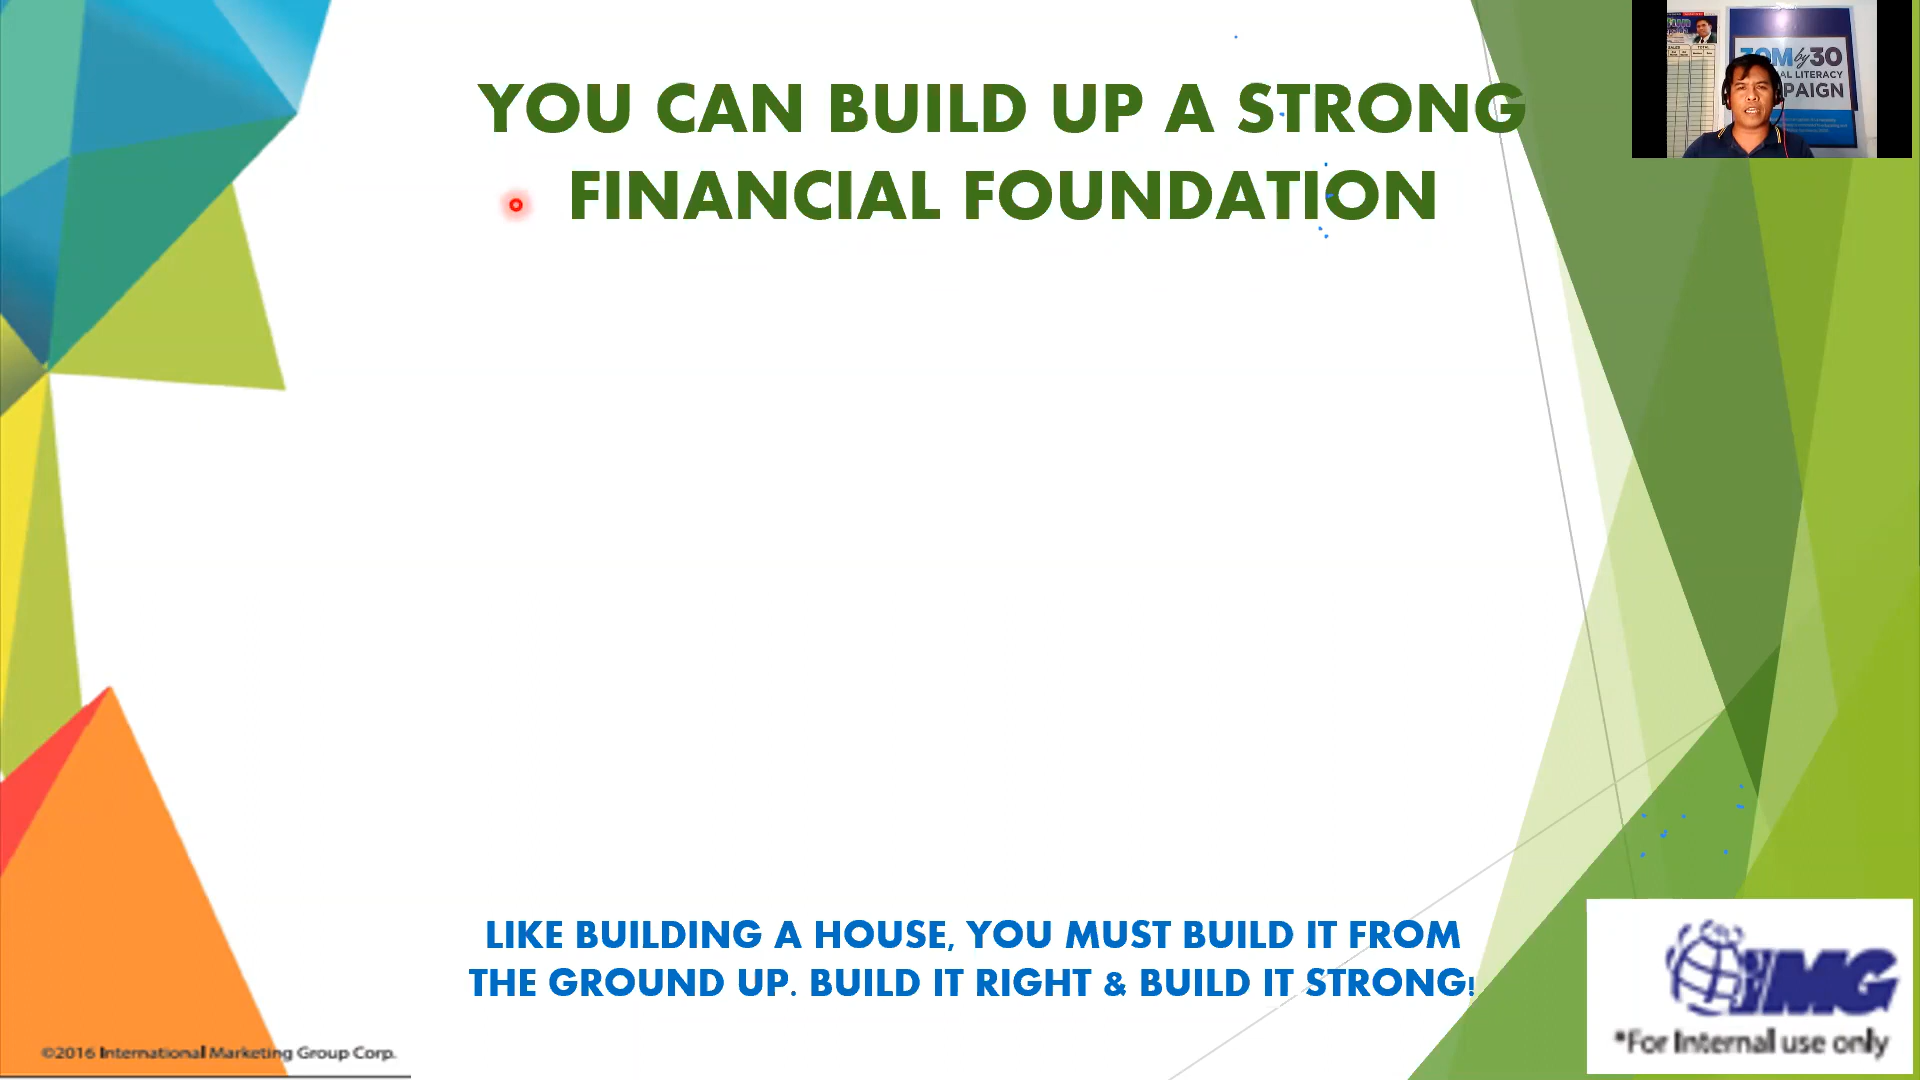 YOU CAN BUILD UP A STRONG
FINANCIAL FOUNDATION
30
AL LITERACY
PAIGN
SALES
TOTAL
LIKE BUILDING A HOUSE, YOU MUST BUILD IT FROM
THE GROUND UP. BUILD IT RIGHT & BUILD IT STRONG!
©2016 International Marketing Group Corp.
IMG
*For Internal use only